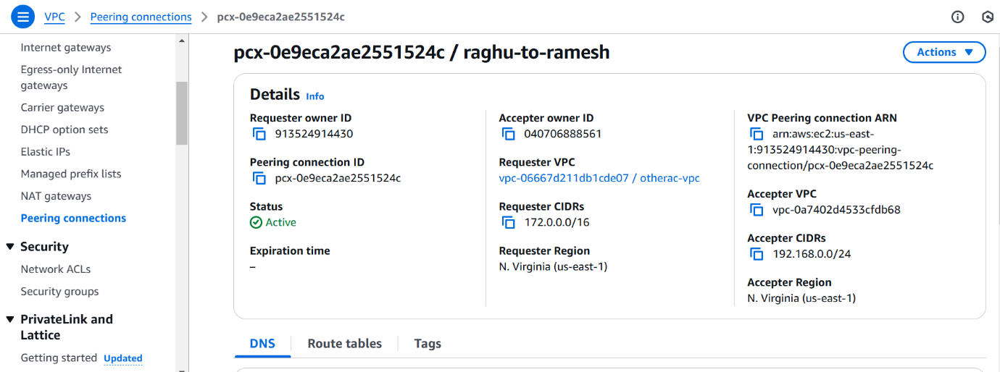 VPC > Peering connections > pcx-0e9eca2ae2551524c
Internet gateways
Egress-only Internet
gateways
Carrier gateways
DHCP option sets
Elastic IPs
Managed prefix lists
NAT gateways
Peering connections
Security
Network ACLs
Security groups
PrivateLink and
Lattice
Getting started Updated
pcx-0e9eca2ae2551524c / raghu-to-ramesh
Actions
Details Info
Requester owner ID
913524914430
Peering connection ID
pcx-0e9eca2ae2551524c
Status
Active
Expiration time
–
Accepter owner ID
040706888561
Requester VPC
vpc-06667d211db1cde07 / otherac-vpc
Requester CIDRs
172.0.0.0/16
Requester Region
N. Virginia (us-east-1)
VPC Peering connection ARN
arn:aws:ec2:us-east-
1:913524914430:vpc-peering-
connection/pcx-0e9eca2ae2551524c
Accepter VPC
vpc-0a7402d4533cfdb68
Accepter CIDRs
192.168.0.0/24
Accepter Region
N. Virginia (us-east-1)
DNS
Route tables
Tags